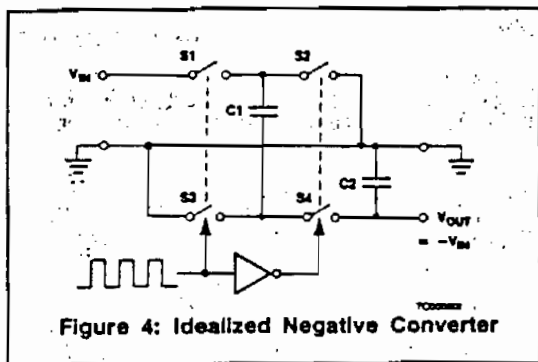 S1
S2
VIN
C1
S3
S4
C2
VOUT
= -VIN
Figure 4: Idealized Negative Converter